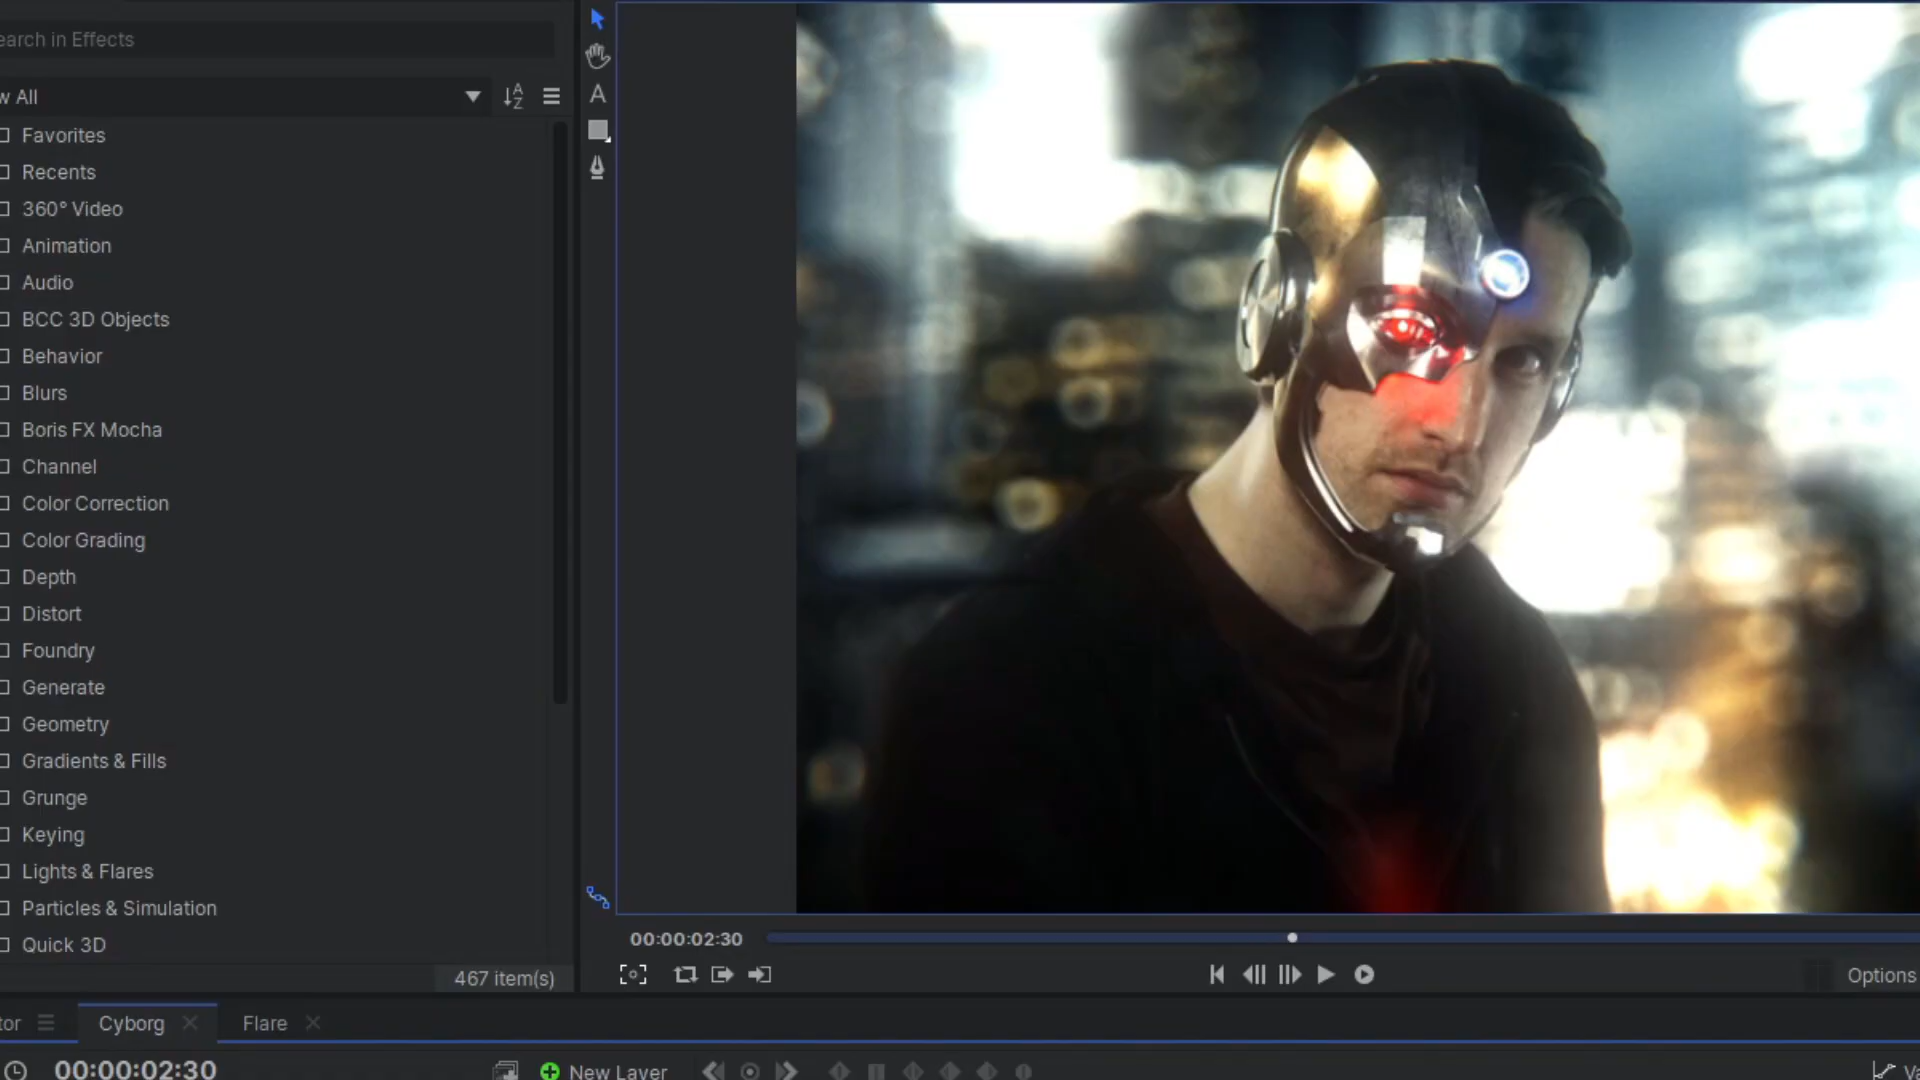 earch in Effects
w All
Favorites
Recents
360° Video
Animation
Audio
BCC 3D Objects
Behavior
Blurs
Boris FX Mocha
Channel
Color Correction
Color Grading
Depth
Distort
Foundry
Generate
Geometry
Gradients & Fills
Grunge
Keying
Lights & Flares
Particles & Simulation
Quick 3D
467 item(s)
00:00:02:30
Options
tor
Cyborg
Flare
00:00:02:30
New Layer
Va